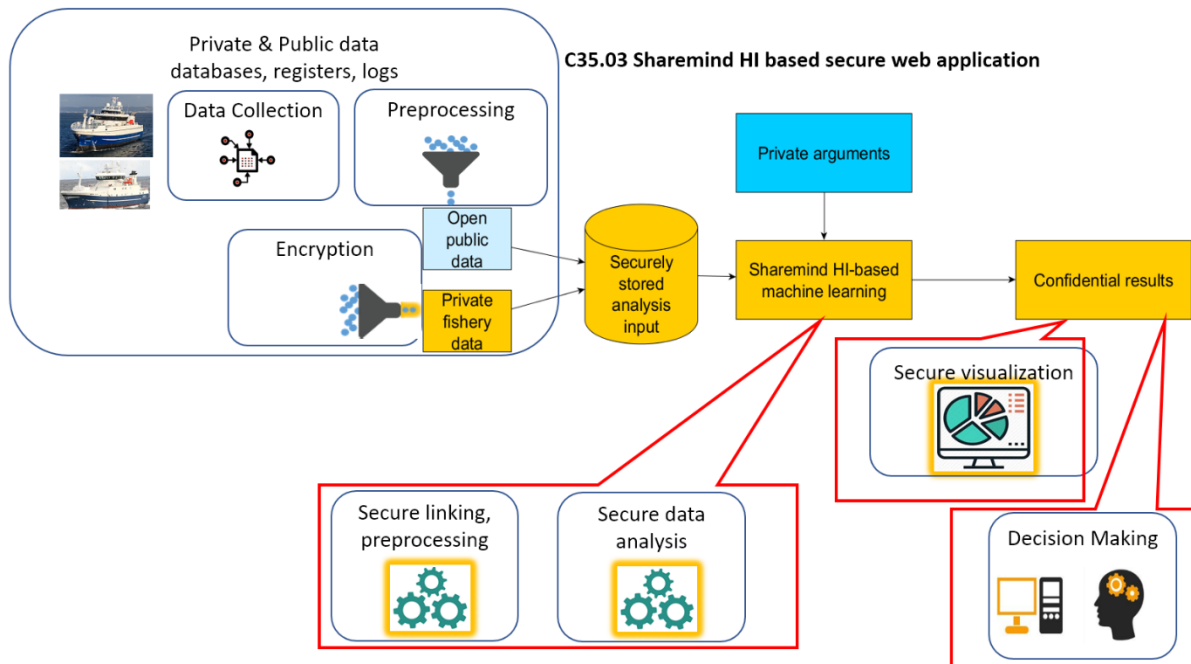 Private & Public data
databases, registers, logs
C35.03 Sharemind HI based secure web application
Data Collection
Preprocessing
Private arguments
Encryption
Open
public
data
Private
fishery
data
Securely
stored
analysis
input
Sharemind HI-based
machine learning
Confidential results
Secure visualization
Secure linking,
preprocessing
Secure data
analysis
Decision Making